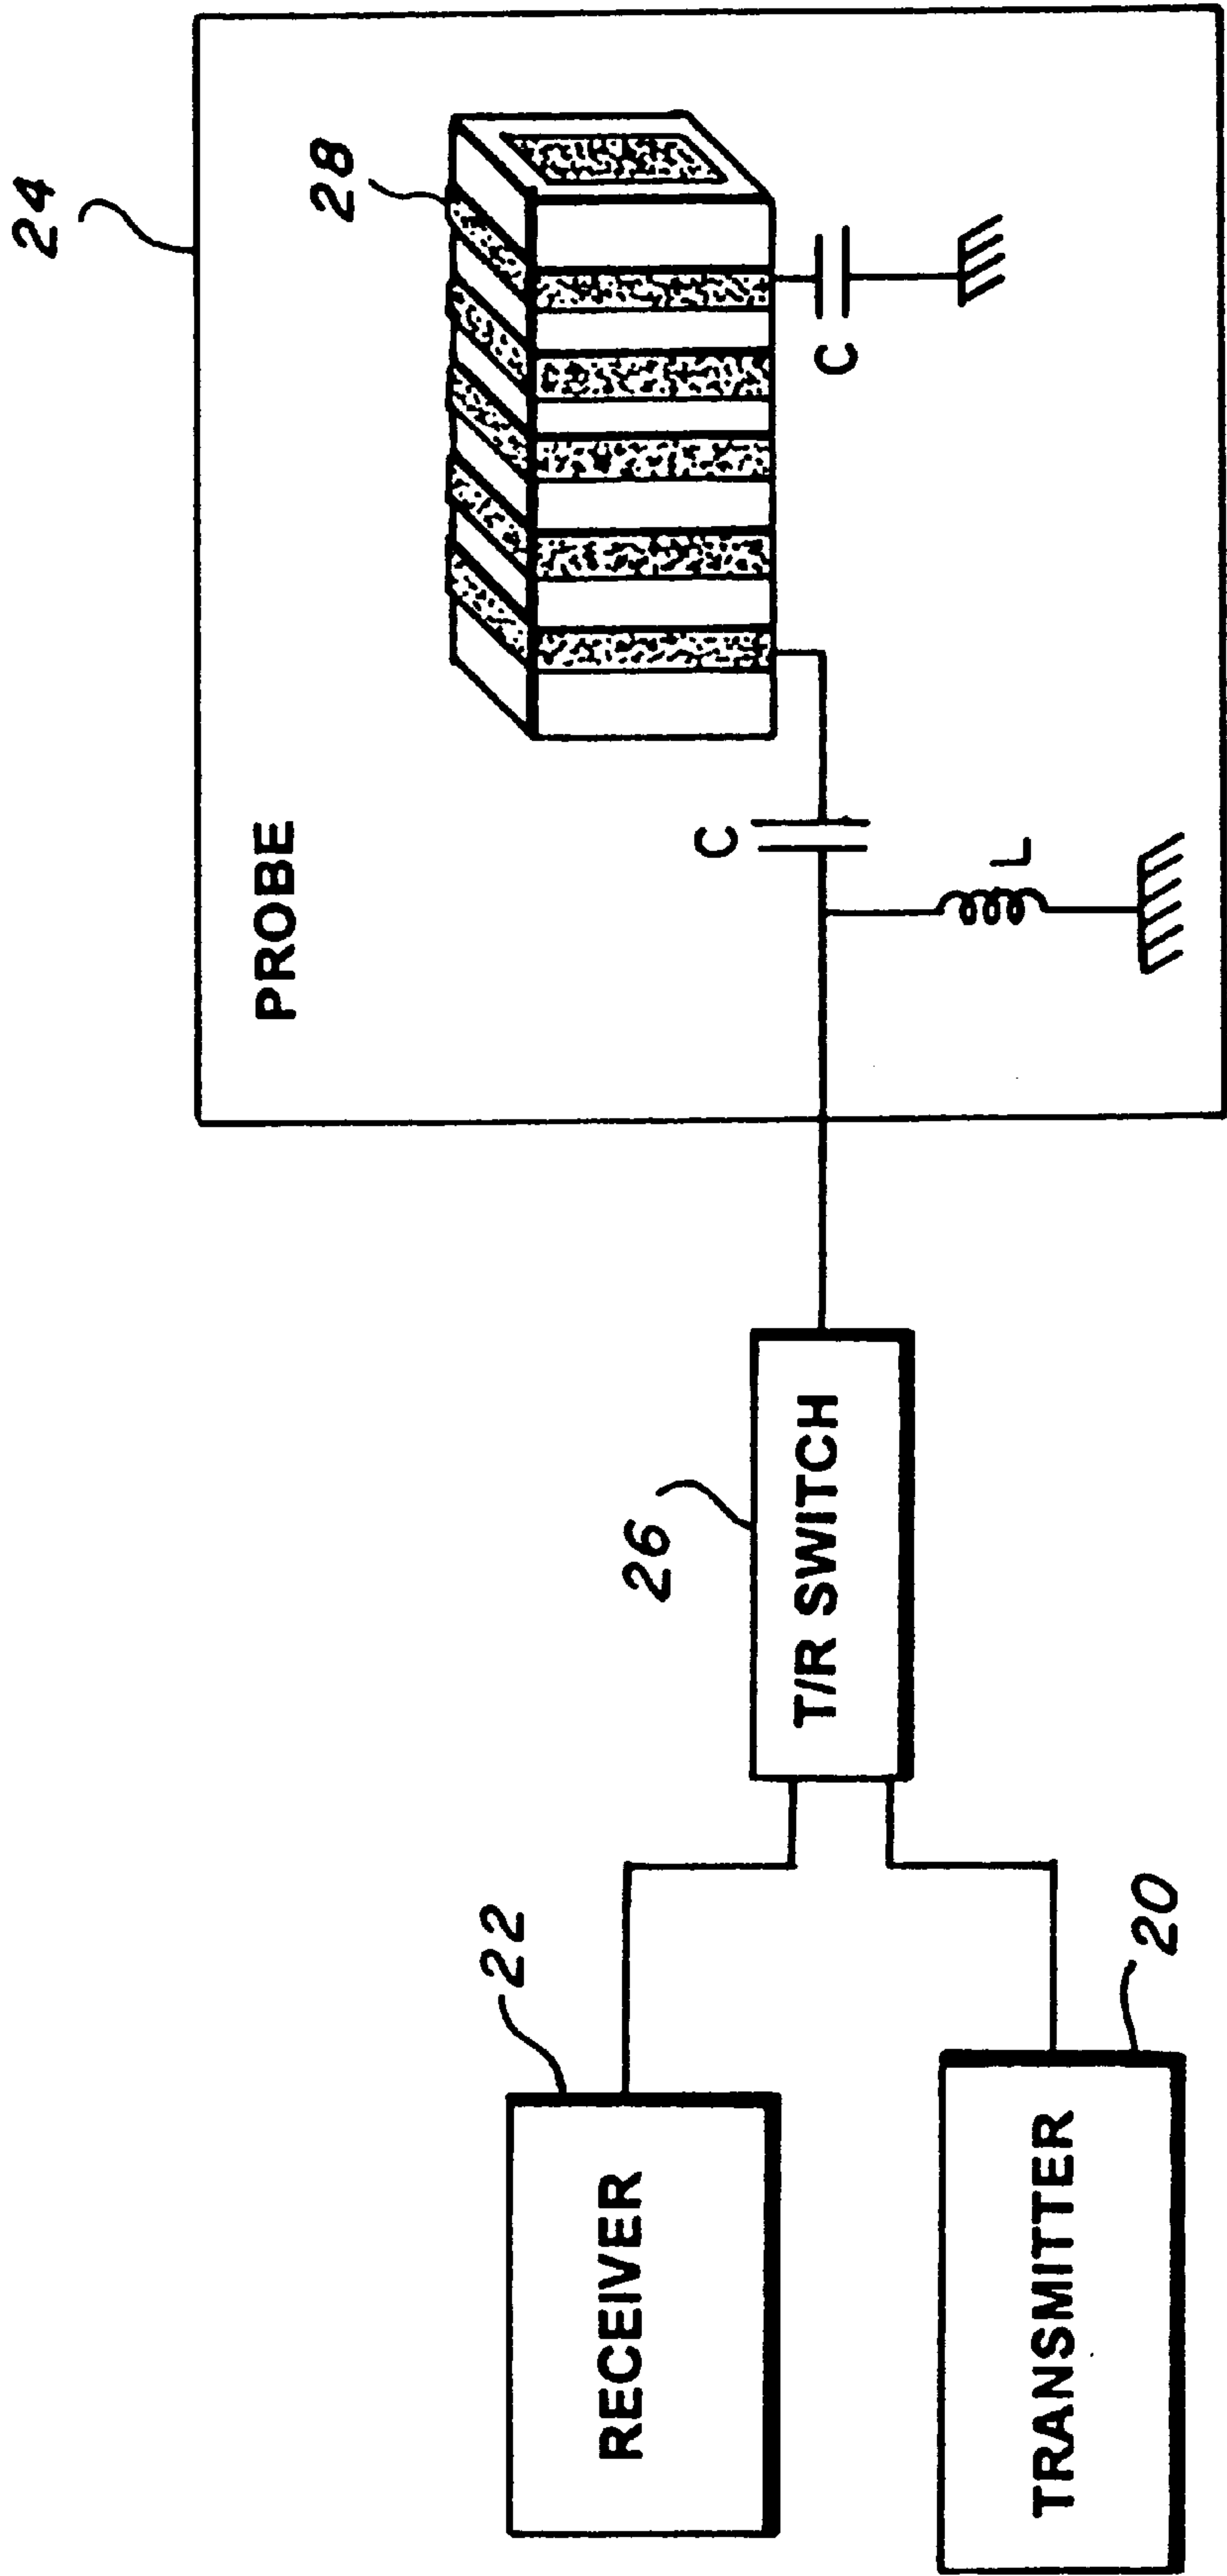 24
PROBE
28
C
C
L
26
T/R SWITCH
22
RECEIVER
20
TRANSMITTER